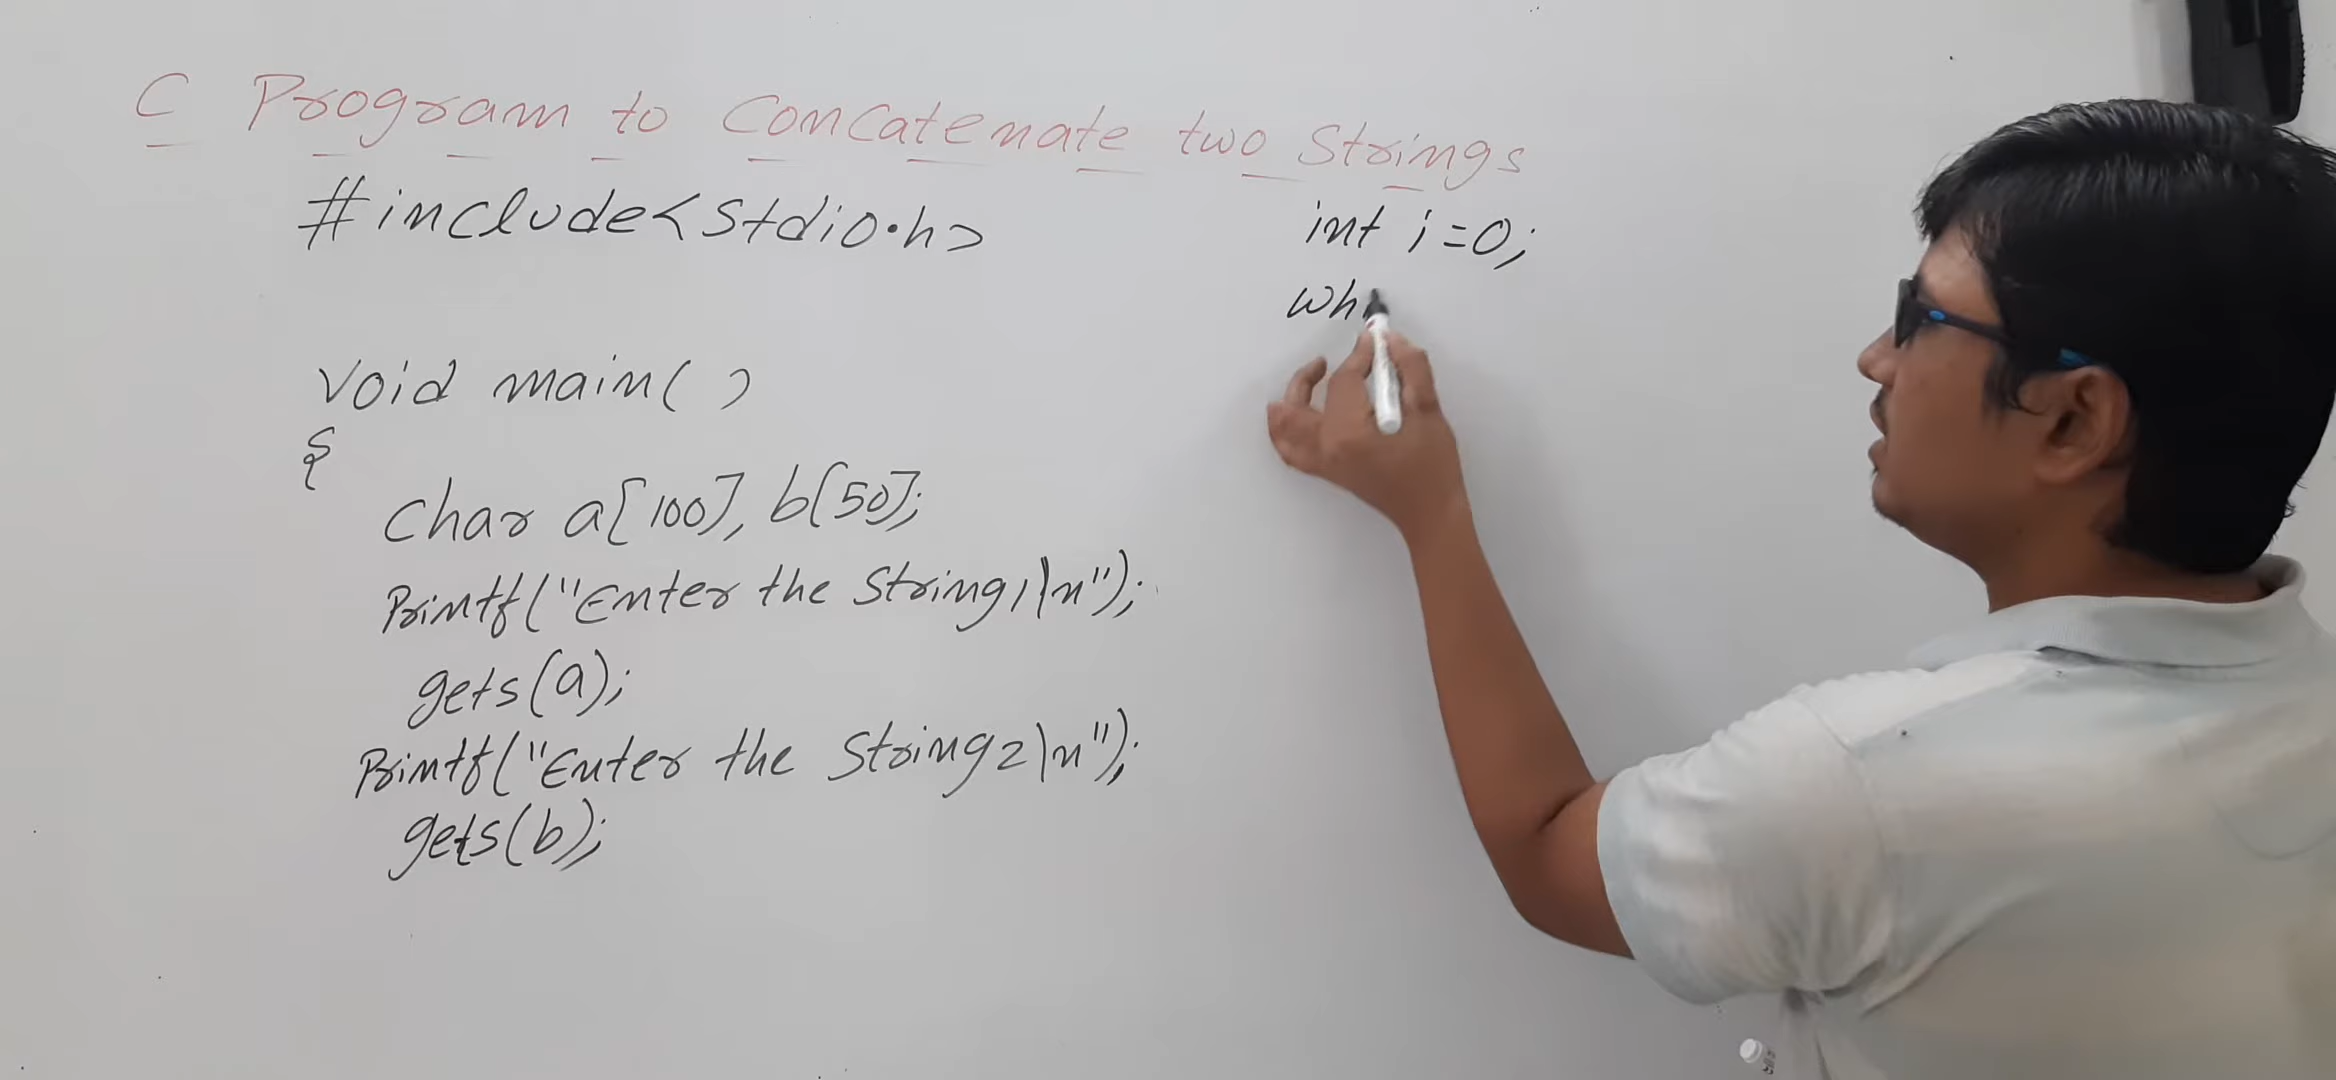 C Program to Concatenate two Strings
#include<stdio.h>
void main( )
{
char a[100], b[50];
Printf("Enter the String1\n");
gets(a);
Printf("Enter the String2\n");
gets(b);
int i=0;
whi